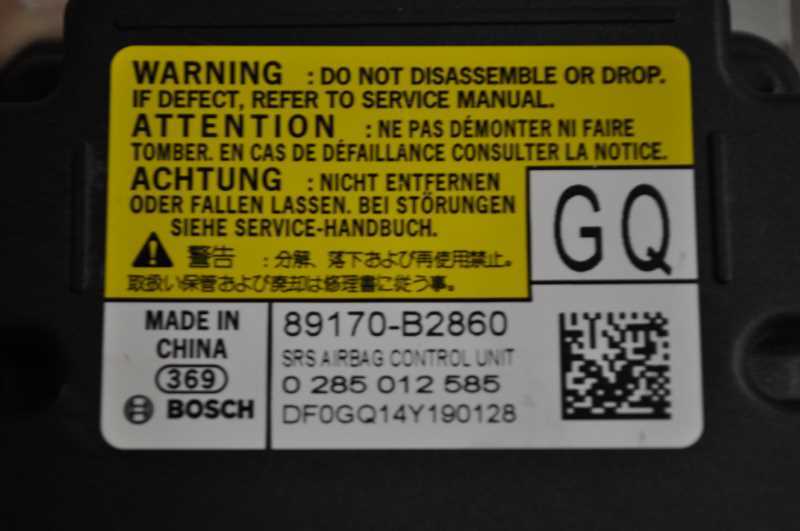 WARNING : DO NOT DISASSEMBLE OR DROP.
IF DEFECT, REFER TO SERVICE MANUAL.
ATTENTION : NE PAS DÉMONTER NI FAIRE
TOMBER. EN CAS DE DÉFAILLANCE CONSULTER LA NOTICE.
ACHTUNG : NICHT ENTFERNEN
ODER FALLEN LASSEN. BEI STÖRUNGEN
SIEHE SERVICE-HANDBUCH.
警告 : 分解、落下および再使用禁止。
取扱い保管および廃却は修理書に従う事。
GQ
MADE IN
CHINA
369
BOSCH
89170-B2860
SRS AIRBAG CONTROL UNIT
0 285 012 585
DF0GQ14Y190128